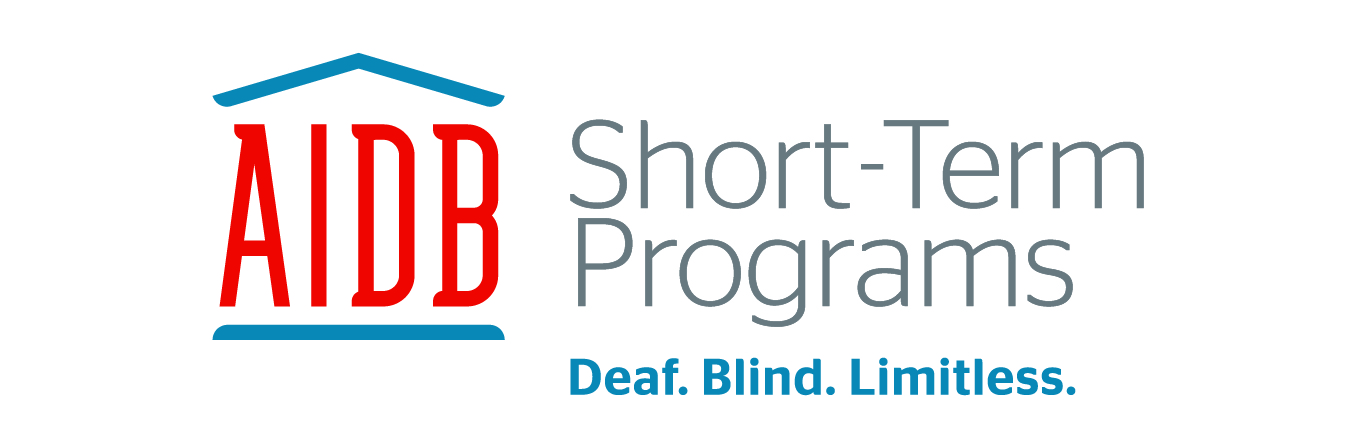 AIDB
Short-Term
Programs
Deaf. Blind. Limitless.